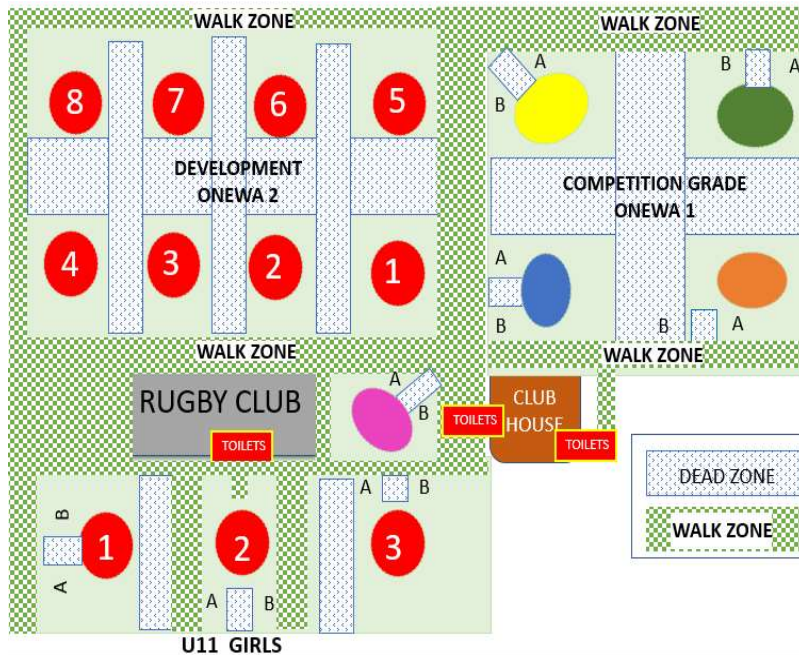 WALK ZONE
WALK ZONE
8
7
6
5
DEVELOPMENT
ONEWA 2
4
3
2
1
A
B
B
A
COMPETITION GRADE
ONEWA 1
A
B
B
A
WALK ZONE
WALK ZONE
RUGBY CLUB
TOILETS
A
B
TOILETS
CLUB
HOUSE
TOILETS
DEAD ZONE
WALK ZONE
B
1
A
2
A
B
A
B
3
U11 GIRLS